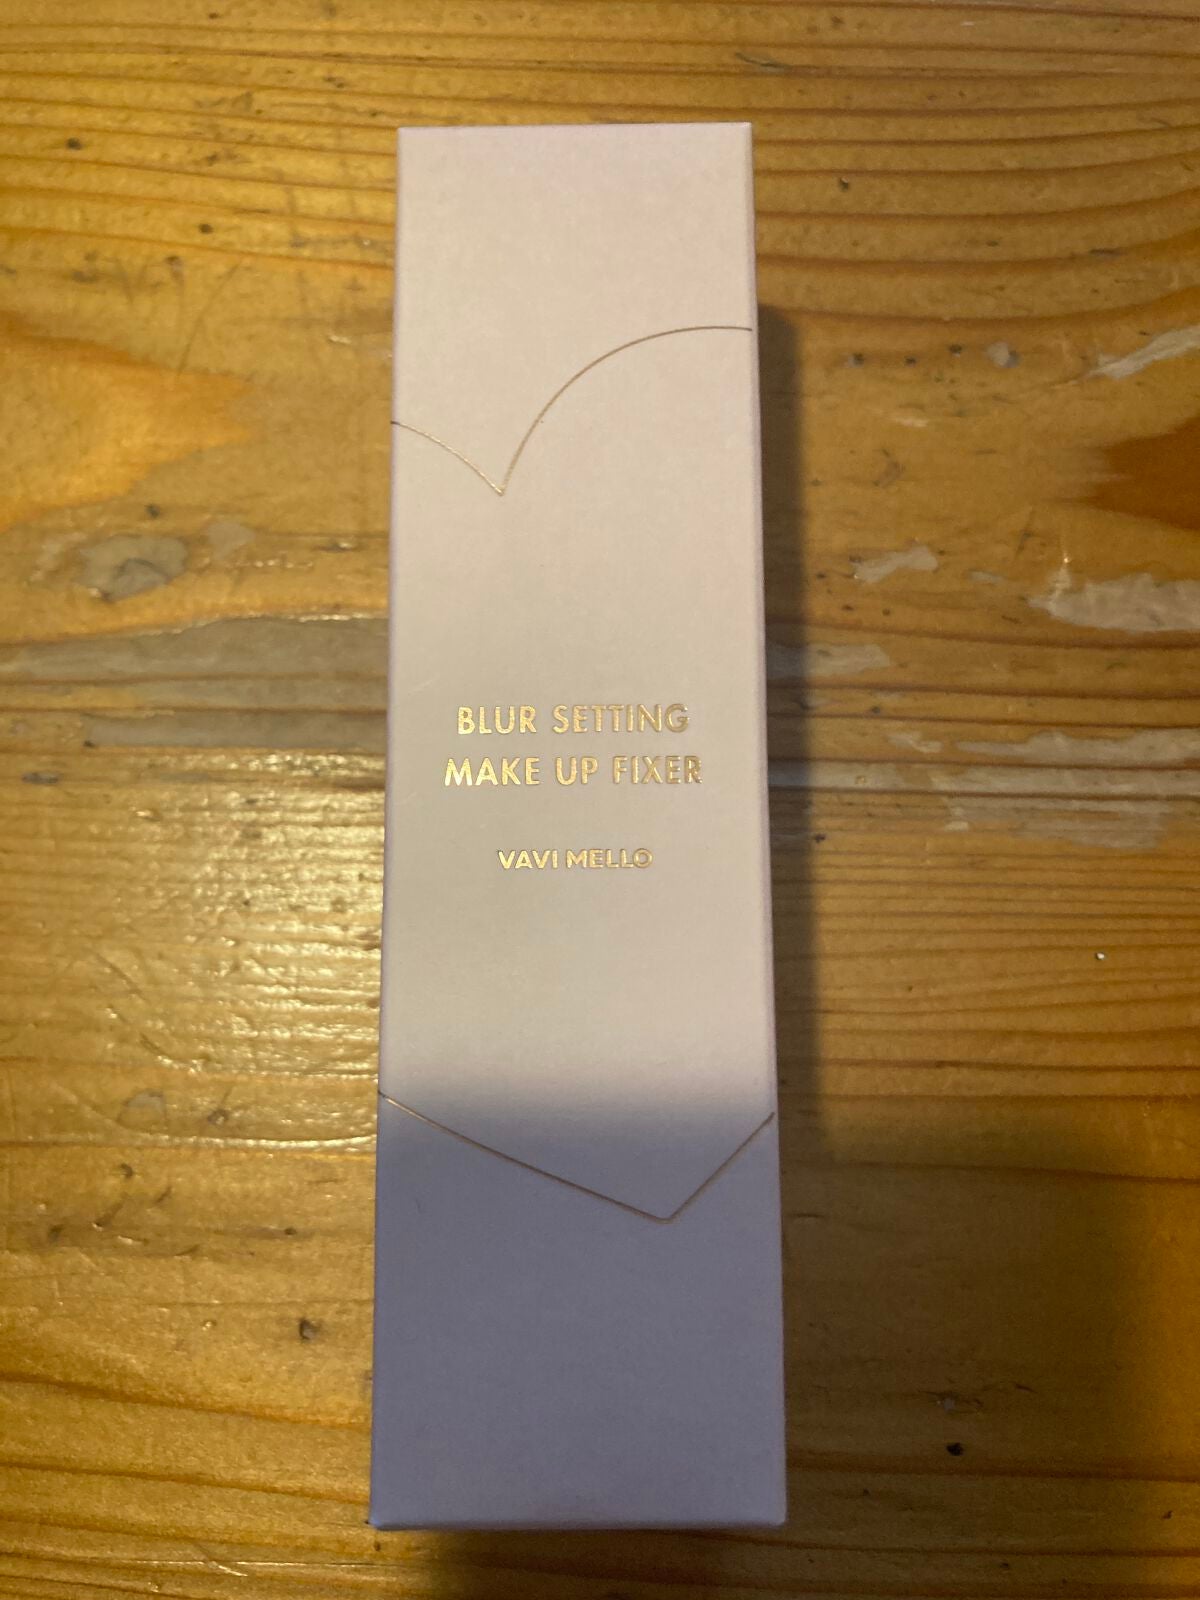 BLUR SETTING
MAKE UP FIXER
VAVI MELLO